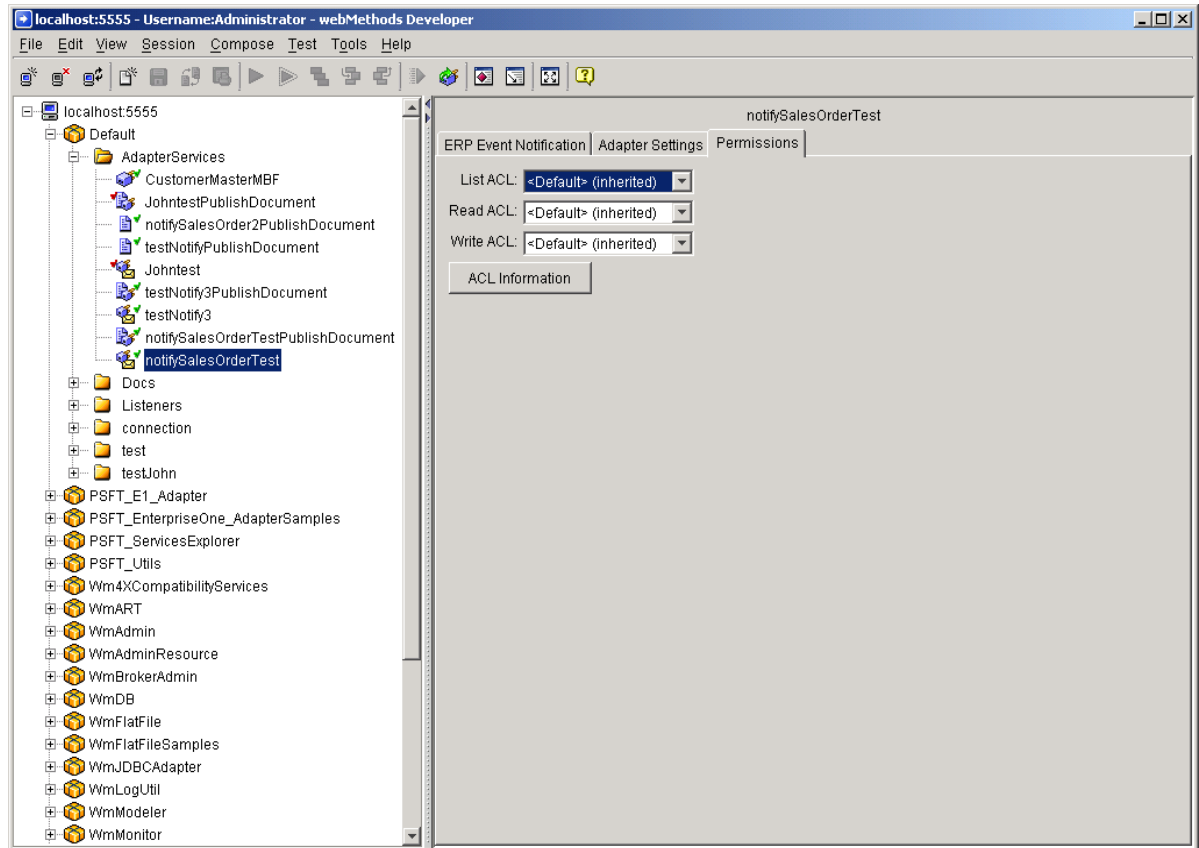 localhost:5555 - Username:Administrator - webMethods Developer
File Edit View Session Compose Test Tools Help
localhost:5555
Default
AdapterServices
CustomerMasterMBF
JohntestPublishDocument
notifySalesOrder2PublishDocument
testNotifyPublishDocument
Johntest
testNotify3PublishDocument
testNotify3
notifySalesOrderTestPublishDocument
notifySalesOrderTest
Docs
Listeners
connection
test
testJohn
PSFT_E1_Adapter
PSFT_EnterpriseOne_AdapterSamples
PSFT_ServicesExplorer
PSFT_Utils
Wm4XCompatibilityServices
WmART
WmAdmin
WmAdminResource
WmBrokerAdmin
WmDB
WmFlatFile
WmFlatFileSamples
WmJDBCAdapter
WmLogUtil
WmModeler
WmMonitor
notifySalesOrderTest
ERP Event Notification Adapter Settings Permissions
List ACL: <Default> (inherited)
Read ACL: <Default> (inherited)
Write ACL: <Default> (inherited)
ACL Information